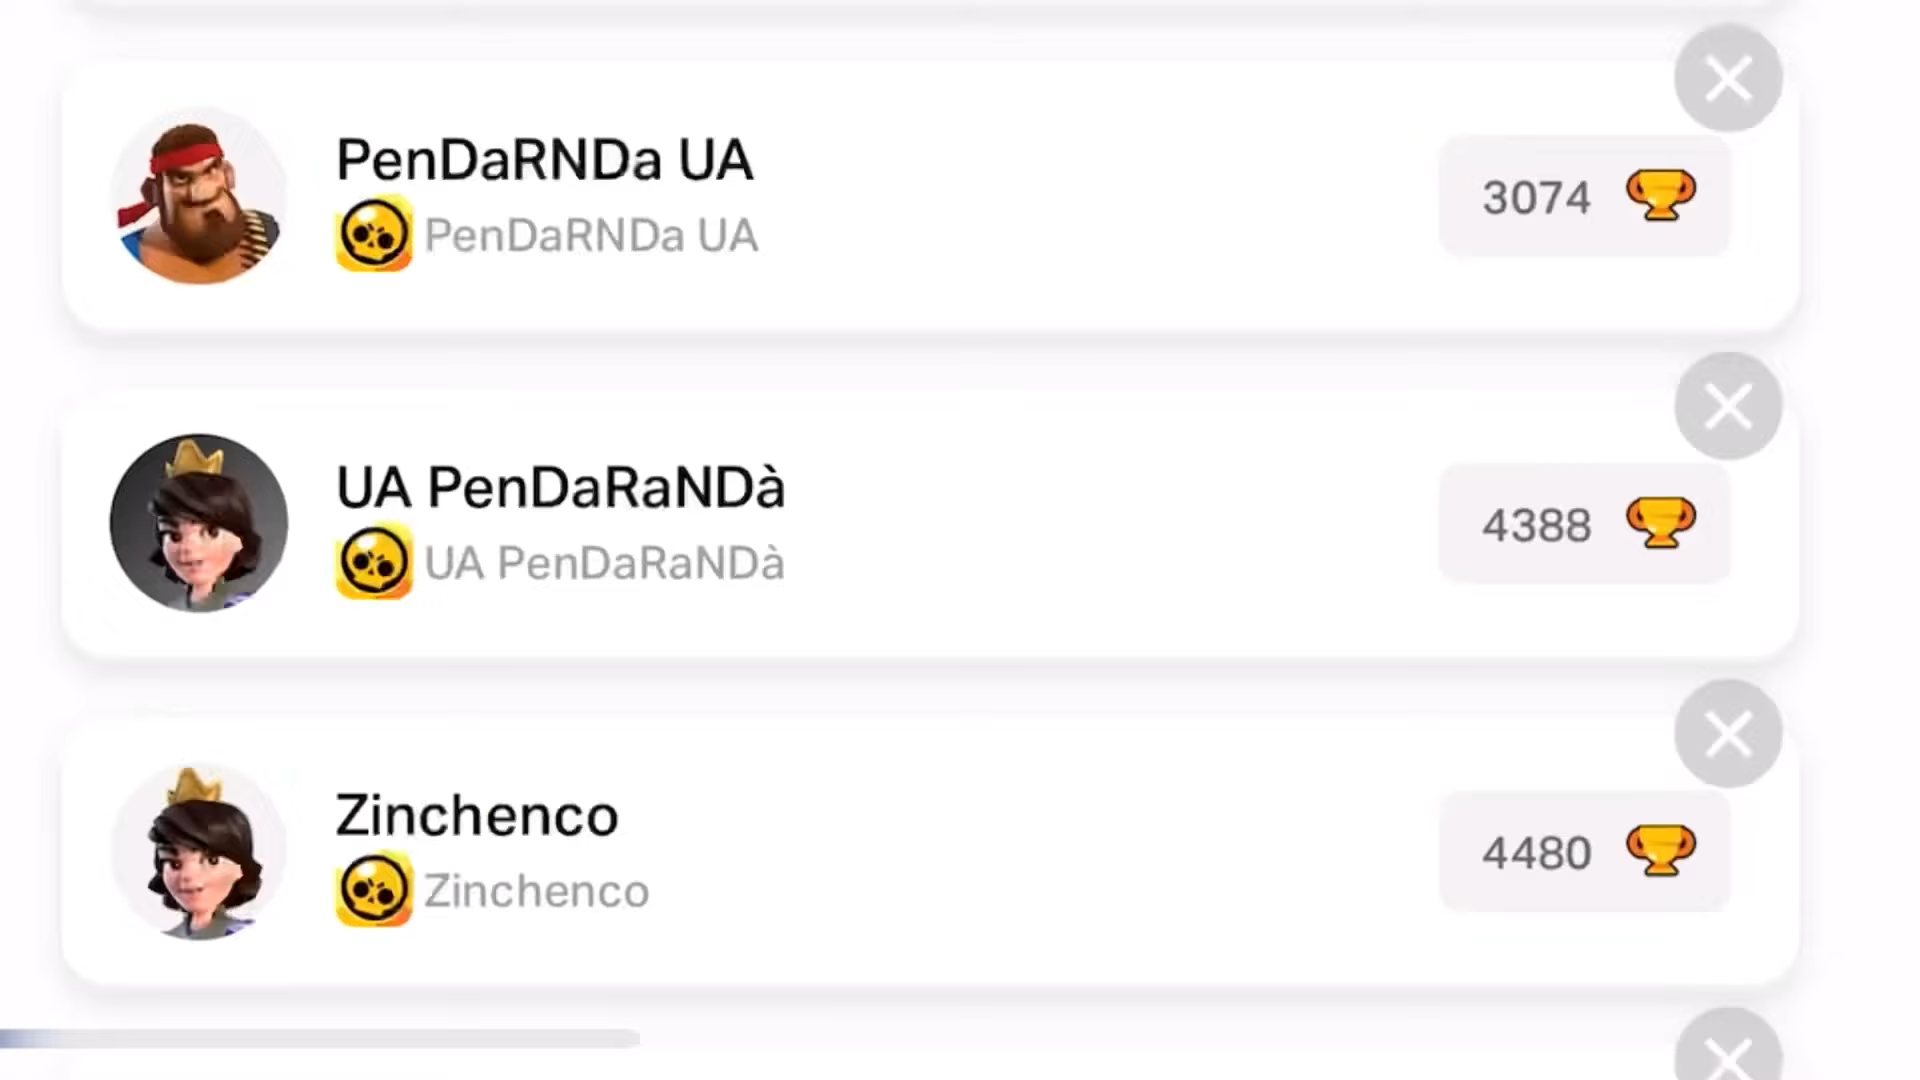 PenDaRNDa UA
PenDaRNDa UA
3074
UA PenDaRaNDà
UA PenDaRaNDà
4388
Zinchenco
Zinchenco
4480